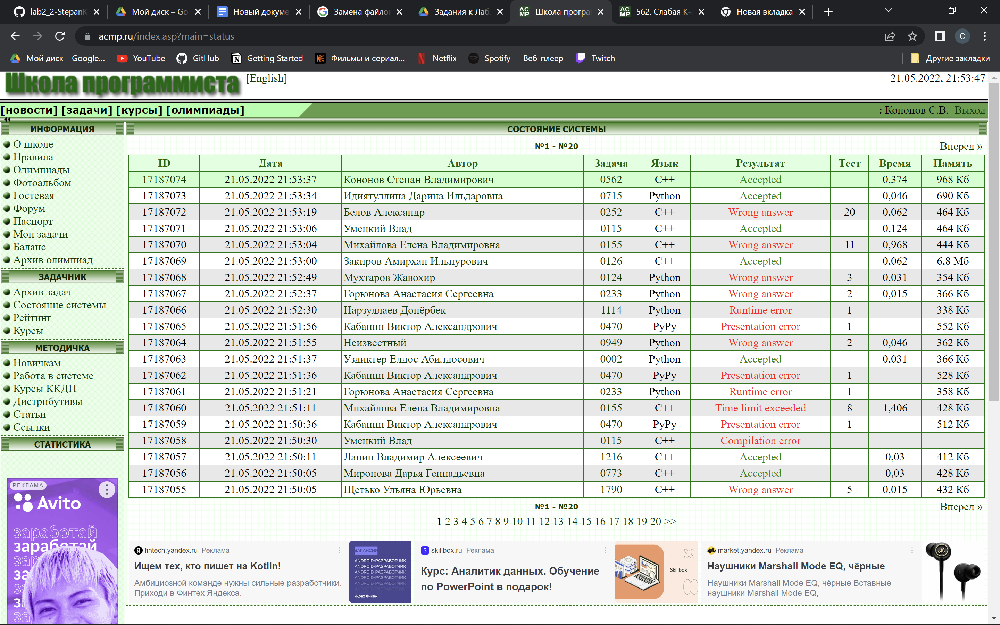 lab2_2-StepanK
Мой диск – Go
Новый докуме
Замена файлов
Задания к Лаб.
Школа програ
562. Слабая К-
Новая вкладка
acmp.ru/index.asp?main=status
C
Мой диск – Google...
YouTube
GitHub
Getting Started
Фильмы и сериал...
Netflix
Spotify — Веб-плеер
Twitch
Другие закладки
Школа программиста [English] 21.05.2022, 21:53:47
[новости] [задачи] [курсы] [олимпиады] : Кононов С.В. Выход
ИНФОРМАЦИЯ
О школе
Правила
Олимпиады
Фотоальбом
Гостевая
Форум
Паспорт
Мои задачи
Баланс
Архив олимпиад
ЗАДАЧНИК
Архив задач
Состояние системы
Рейтинг
Курсы
МЕТОДИЧКА
Новичкам
Работа в системе
Курсы ККДП
Дистрибутивы
Статьи
Ссылки
СТАТИСТИКА
РЕКЛАМА
Avito
заработай
заработай
СОСТОЯНИЕ СИСТЕМЫ
№1 - №20 Вперед »
ID Дата Автор Задача Язык Результат Тест Время Память
17187074 21.05.2022 21:53:37 Кононов Степан Владимирович 0562 C++ Accepted 0,374 968 Кб
17187073 21.05.2022 21:53:34 Идиятуллина Дарина Ильдаровна 0715 Python Accepted 0,046 690 Кб
17187072 21.05.2022 21:53:19 Белов Александр 0252 C++ Wrong answer 20 0,062 464 Кб
17187071 21.05.2022 21:53:06 Умецкий Влад 0115 C++ Accepted 0,124 464 Кб
17187070 21.05.2022 21:53:04 Михайлова Елена Владимировна 0155 C++ Wrong answer 11 0,968 444 Кб
17187069 21.05.2022 21:53:00 Закиров Амирхан Ильнурович 0126 C++ Accepted 0,062 6,8 Мб
17187068 21.05.2022 21:52:49 Мухтаров Жавохир 0124 Python Wrong answer 3 0,031 354 Кб
17187067 21.05.2022 21:52:37 Горюнова Анастасия Сергеевна 0233 Python Wrong answer 2 0,015 366 Кб
17187066 21.05.2022 21:52:30 Нарзуллаев Донёрбек 1114 Python Runtime error 1 338 Кб
17187065 21.05.2022 21:51:56 Кабанин Виктор Александрович 0470 PyPy Presentation error 1 552 Кб
17187064 21.05.2022 21:51:55 Неизвестный 0949 Python Wrong answer 2 0,046 362 Кб
17187063 21.05.2022 21:51:37 Уздиктер Елдос Абилдосович 0002 Python Accepted 0,031 366 Кб
17187062 21.05.2022 21:51:36 Кабанин Виктор Александрович 0470 PyPy Presentation error 1 528 Кб
17187061 21.05.2022 21:51:21 Горюнова Анастасия Сергеевна 0233 Python Runtime error 1 358 Кб
17187060 21.05.2022 21:51:11 Михайлова Елена Владимировна 0155 C++ Time limit exceeded 8 1,406 428 Кб
17187059 21.05.2022 21:50:36 Кабанин Виктор Александрович 0470 PyPy Presentation error 1 512 Кб
17187058 21.05.2022 21:50:30 Умецкий Влад 0115 C++ Compilation error
17187057 21.05.2022 21:50:11 Лапин Владимир Алексеевич 1216 C++ Accepted 0,03 412 Кб
17187056 21.05.2022 21:50:05 Миронова Дарья Геннадьевна 0773 C++ Accepted 0,03 428 Кб
17187055 21.05.2022 21:50:05 Щетько Ульяна Юрьевна 1790 C++ Wrong answer 5 0,015 432 Кб
№1 - №20 Вперед »
1 2 3 4 5 6 7 8 9 10 11 12 13 14 15 16 17 18 19 20 >>
fintech.yandex.ru Реклама
Ищем тех, кто пишет на Kotlin!
Амбициозной команде нужны сильные разработчики.
Приходи в Финтех Яндекса.
ВАКАНСИЯ
ANDROID-РАЗРАБОТЧИК
ANDROID-РАЗРАБОТЧИК
ANDROID-РАЗРАБОТЧИК
ANDROID-РАЗРАБОТЧИК
ANDROID-РАЗРАБОТЧИК
Яндекс Финтех
skillbox.ru Реклама
Курс: Аналитик данных. Обучение
по PowerPoint в подарок!
Skillbox
market.yandex.ru Реклама
Наушники Marshall Mode EQ, чёрные
Наушники Marshall Mode EQ, чёрные Вставные
наушники Marshall Mode EQ,